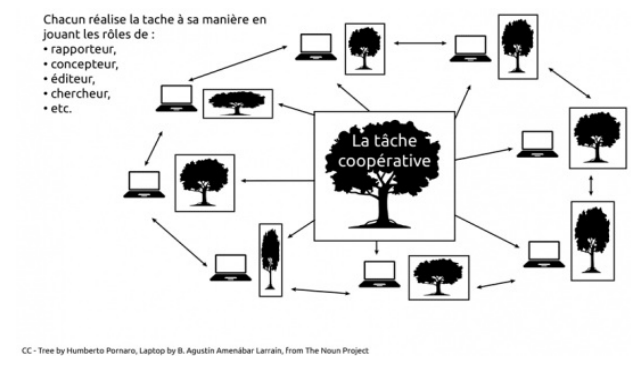 Chacun réalise la tache à sa manière en
jouant les rôles de :
• rapporteur,
• concepteur,
• éditeur,
• chercheur,
• etc.
La tâche
coopérative
CC - Tree by Humberto Pornaro, Laptop by B. Agustín Amenábar Larraín, from The Noun Project